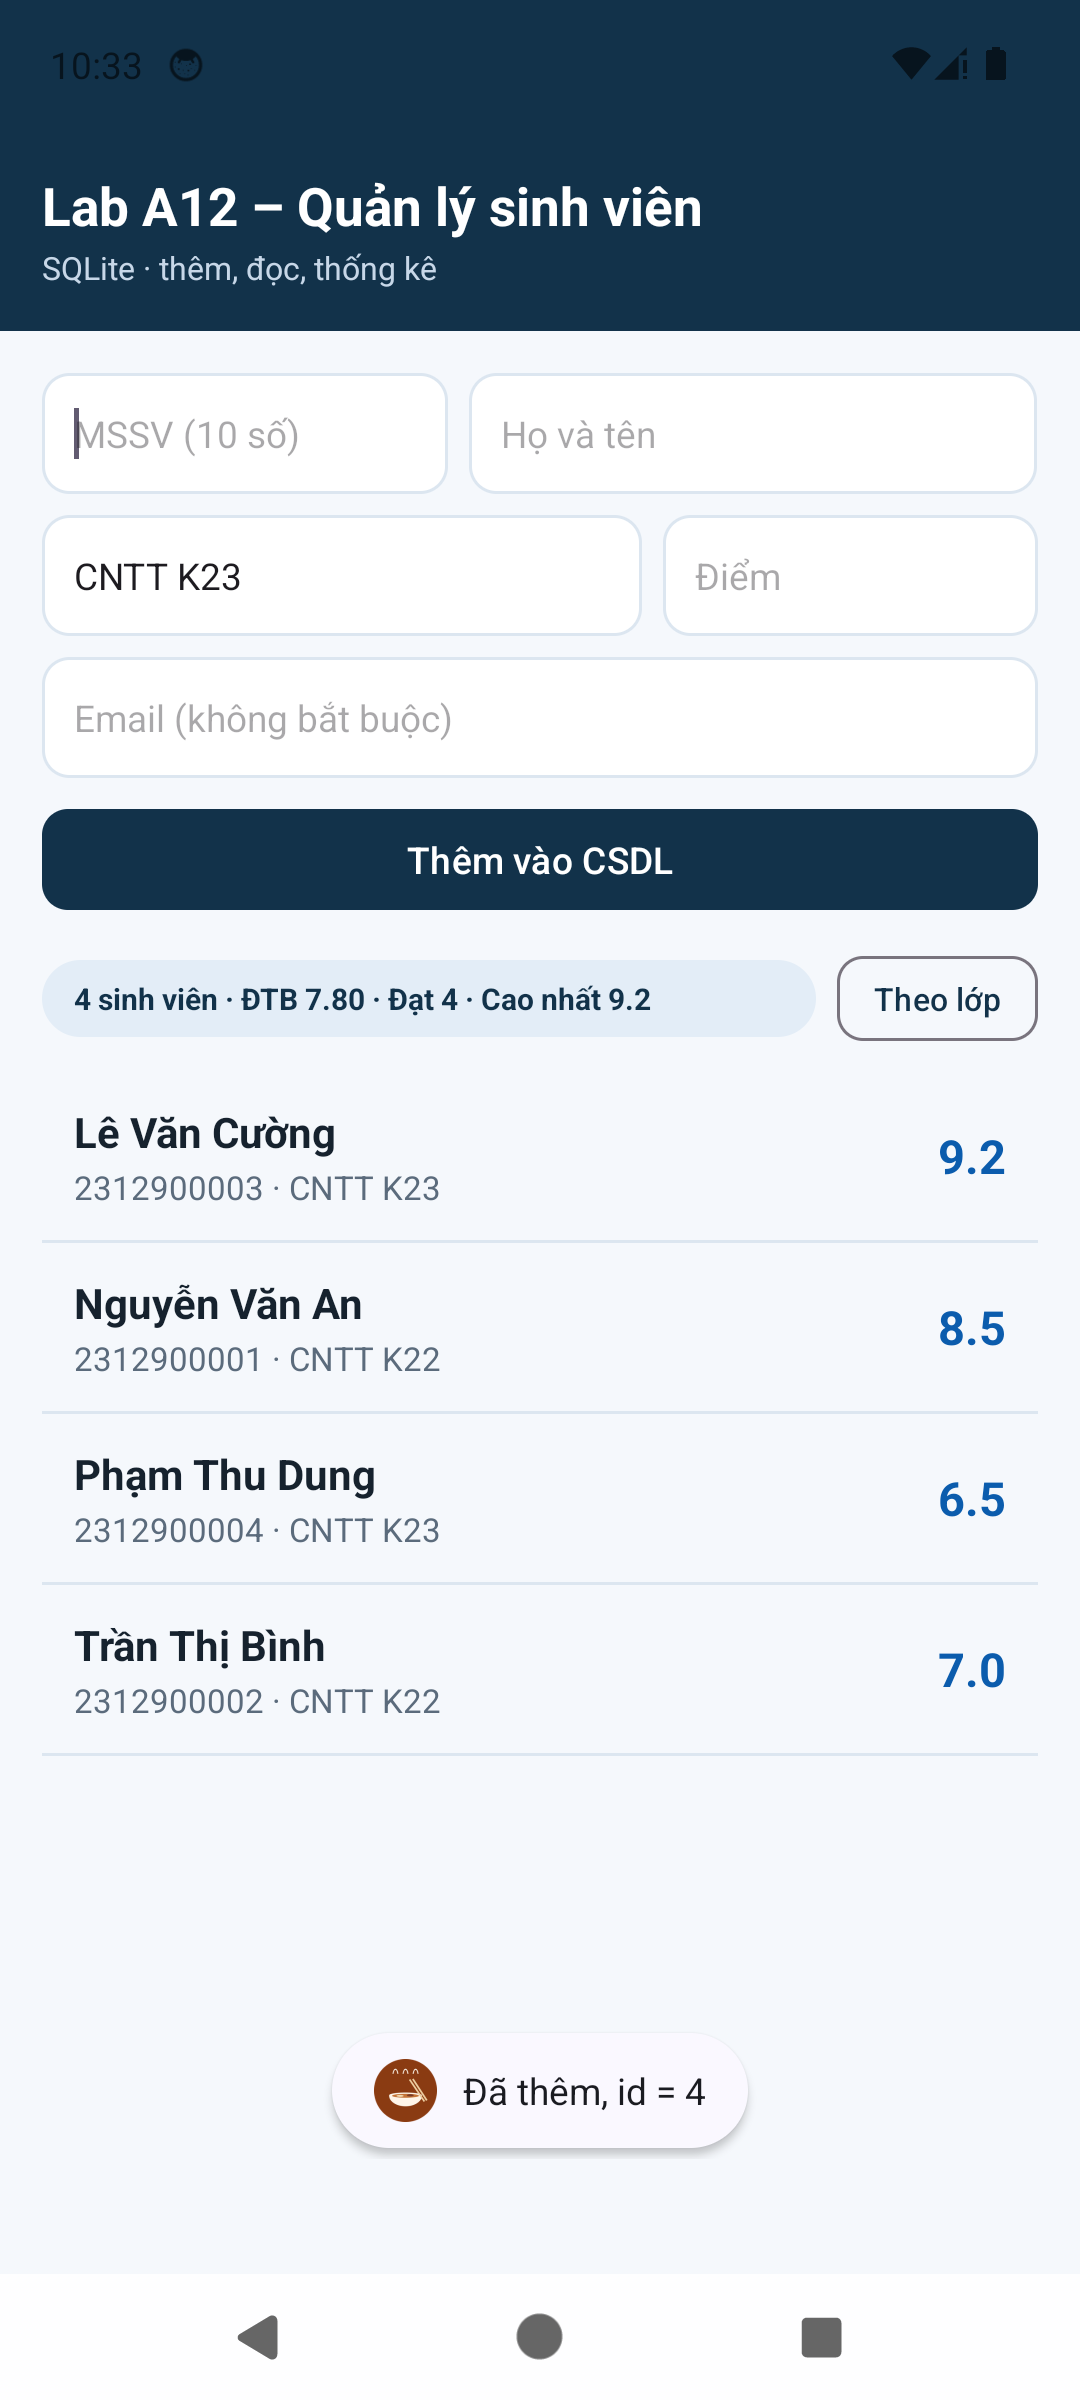 10:33
Lab A12 – Quản lý sinh viên
SQLite · thêm, đọc, thống kê
MSSV (10 số)
Họ và tên
CNTT K23
Điểm
Email (không bắt buộc)
Thêm vào CSDL
4 sinh viên · ĐTB 7.80 · Đạt 4 · Cao nhất 9.2
Theo lớp
Lê Văn Cường
2312900003 · CNTT K23
9.2
Nguyễn Văn An
2312900001 · CNTT K22
8.5
Phạm Thu Dung
2312900004 · CNTT K23
6.5
Trần Thị Bình
2312900002 · CNTT K22
7.0
Đã thêm, id = 4